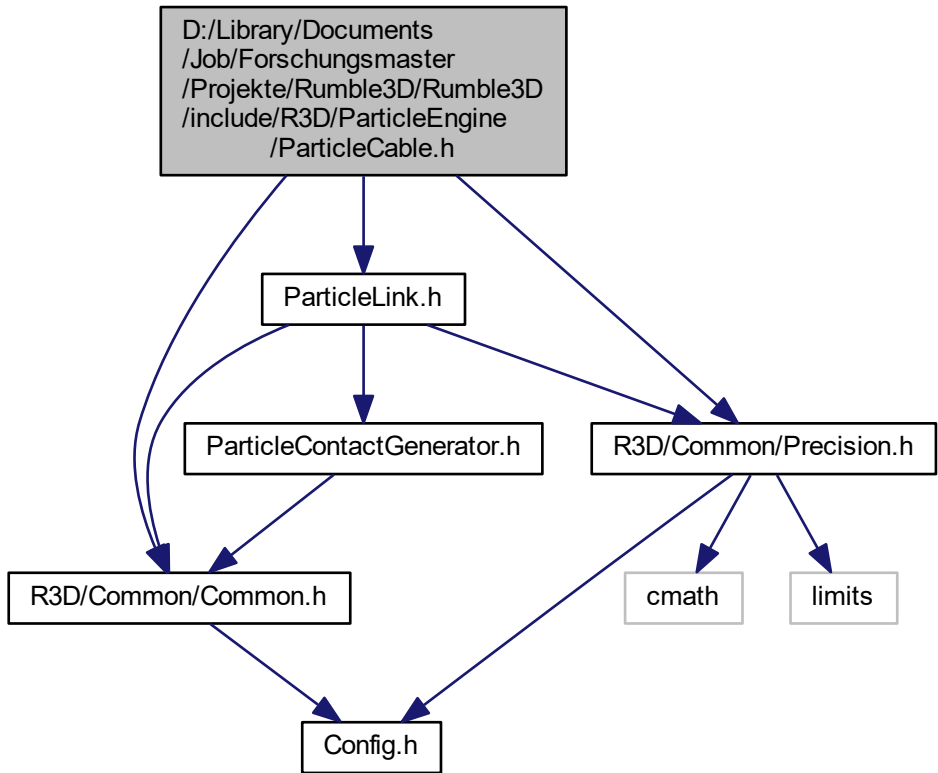 D:/Library/Documents
/Job/Forschungsmaster
/Projekte/Rumble3D/Rumble3D
/include/R3D/ParticleEngine
/ParticleCable.h
ParticleLink.h
ParticleContactGenerator.h
R3D/Common/Precision.h
R3D/Common/Common.h
cmath
limits
Config.h